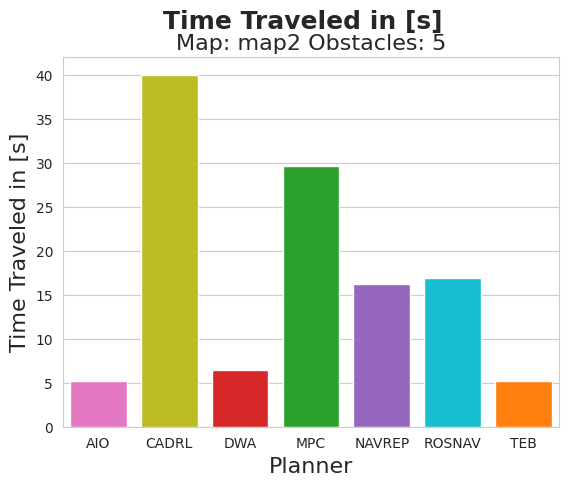 Time Traveled in [s]
Map: map2 Obstacles: 5
Time Traveled in [s]
40
35
30
25
20
15
10
5
0
AIO CADRL DWA MPC NAVREP ROSNAV TEB
Planner